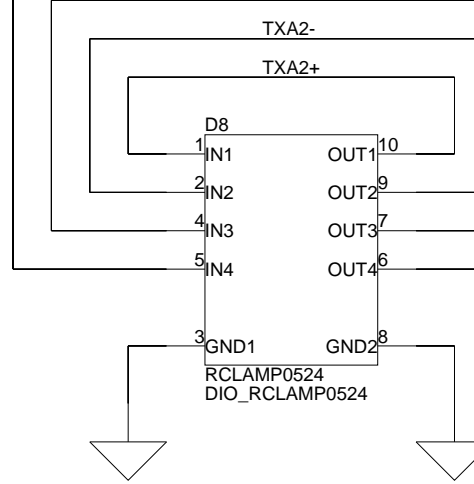 TXA2-
TXA2+
D8
1 IN1 OUT1 10
2 IN2 OUT2 9
4 IN3 OUT3 7
5 IN4 OUT4 6
3 GND1 GND2 8
RCLAMP0524
DIO_RCLAMP0524